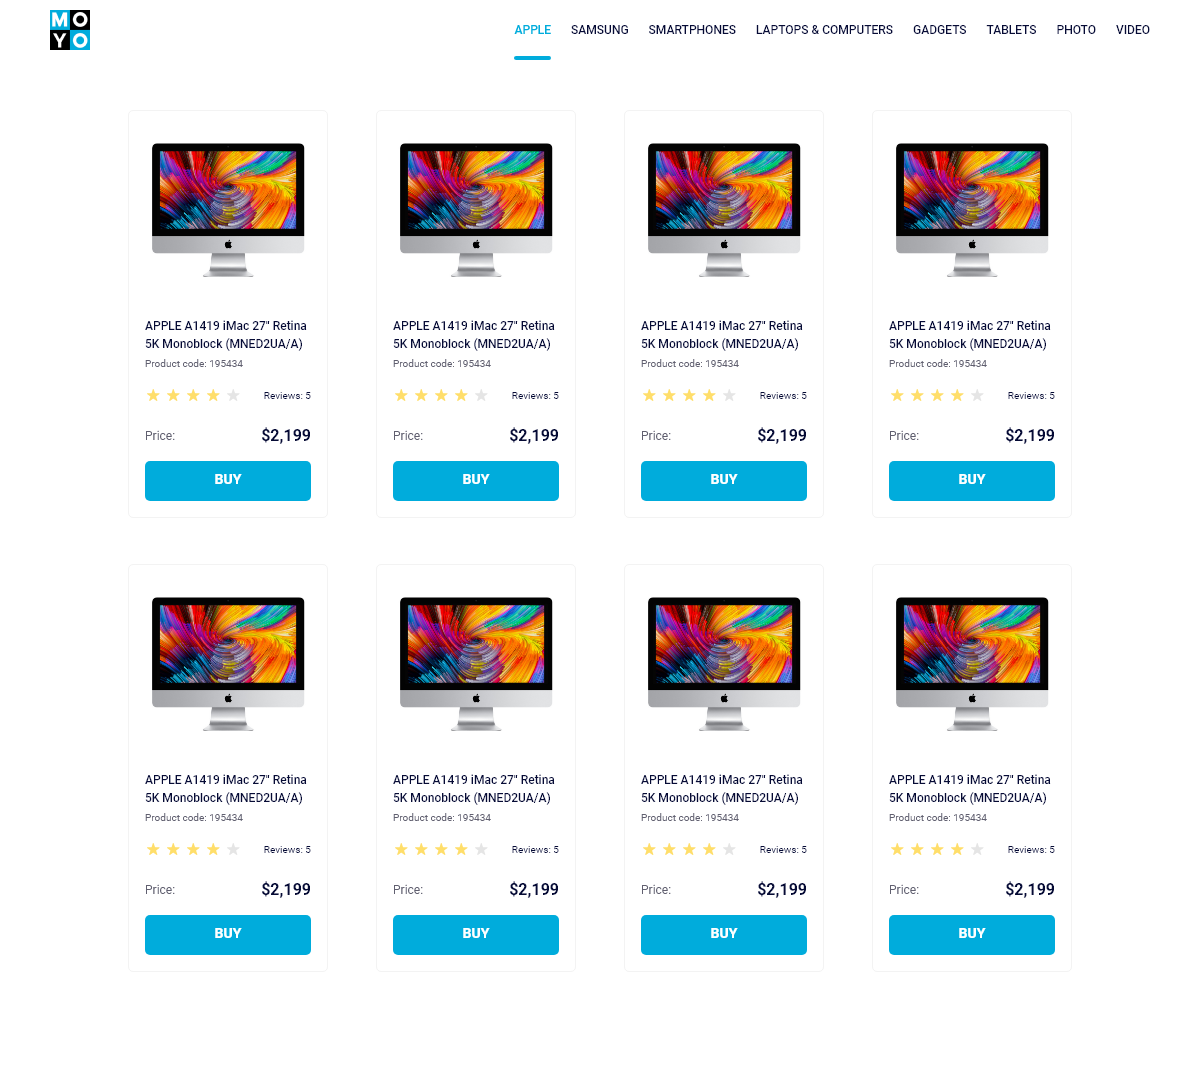 MO
YO
APPLE SAMSUNG SMARTPHONES LAPTOPS & COMPUTERS GADGETS TABLETS PHOTO VIDEO
APPLE A1419 iMac 27" Retina
5K Monoblock (MNED2UA/A)
Product code: 195434
Reviews: 5
Price: $2,199
BUY
APPLE A1419 iMac 27" Retina
5K Monoblock (MNED2UA/A)
Product code: 195434
Reviews: 5
Price: $2,199
BUY
APPLE A1419 iMac 27" Retina
5K Monoblock (MNED2UA/A)
Product code: 195434
Reviews: 5
Price: $2,199
BUY
APPLE A1419 iMac 27" Retina
5K Monoblock (MNED2UA/A)
Product code: 195434
Reviews: 5
Price: $2,199
BUY
APPLE A1419 iMac 27" Retina
5K Monoblock (MNED2UA/A)
Product code: 195434
Reviews: 5
Price: $2,199
BUY
APPLE A1419 iMac 27" Retina
5K Monoblock (MNED2UA/A)
Product code: 195434
Reviews: 5
Price: $2,199
BUY
APPLE A1419 iMac 27" Retina
5K Monoblock (MNED2UA/A)
Product code: 195434
Reviews: 5
Price: $2,199
BUY
APPLE A1419 iMac 27" Retina
5K Monoblock (MNED2UA/A)
Product code: 195434
Reviews: 5
Price: $2,199
BUY